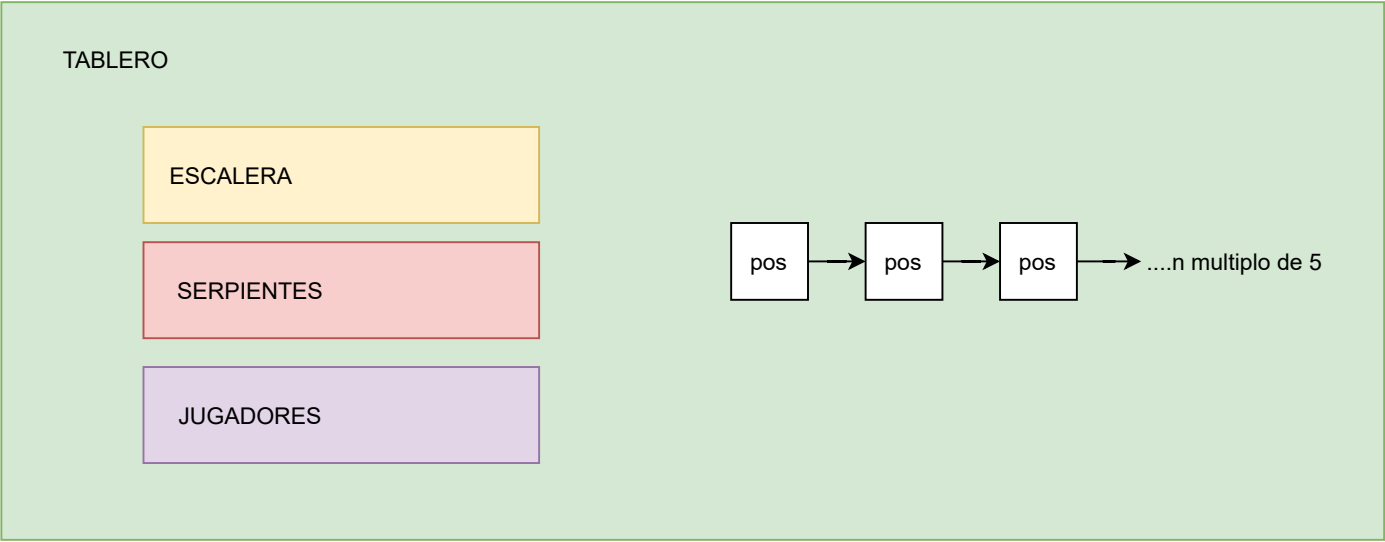 TABLERO
ESCALERA
SERPIENTES
JUGADORES
pos
pos
pos
....n multiplo de 5